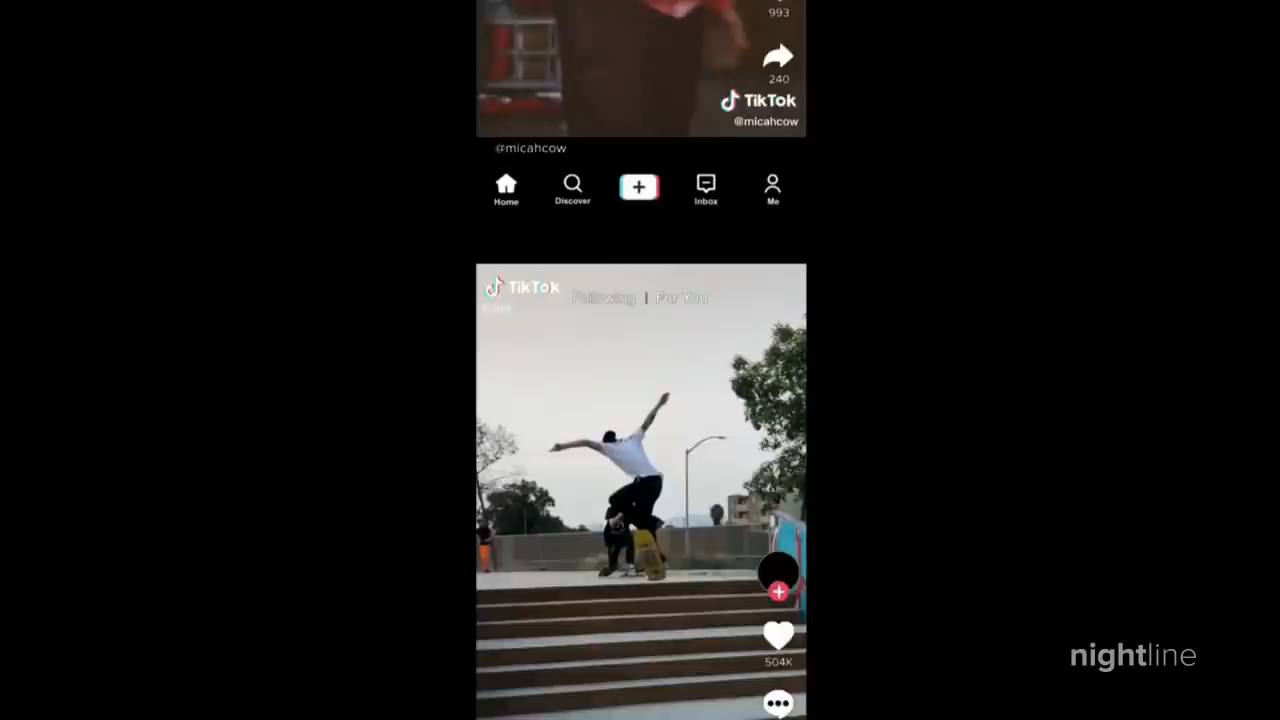 993
240
TikTok
@micahcow
@micahcow
Home
Discover
Inbox
Me
TikTok
Following | For You
504K
nightline